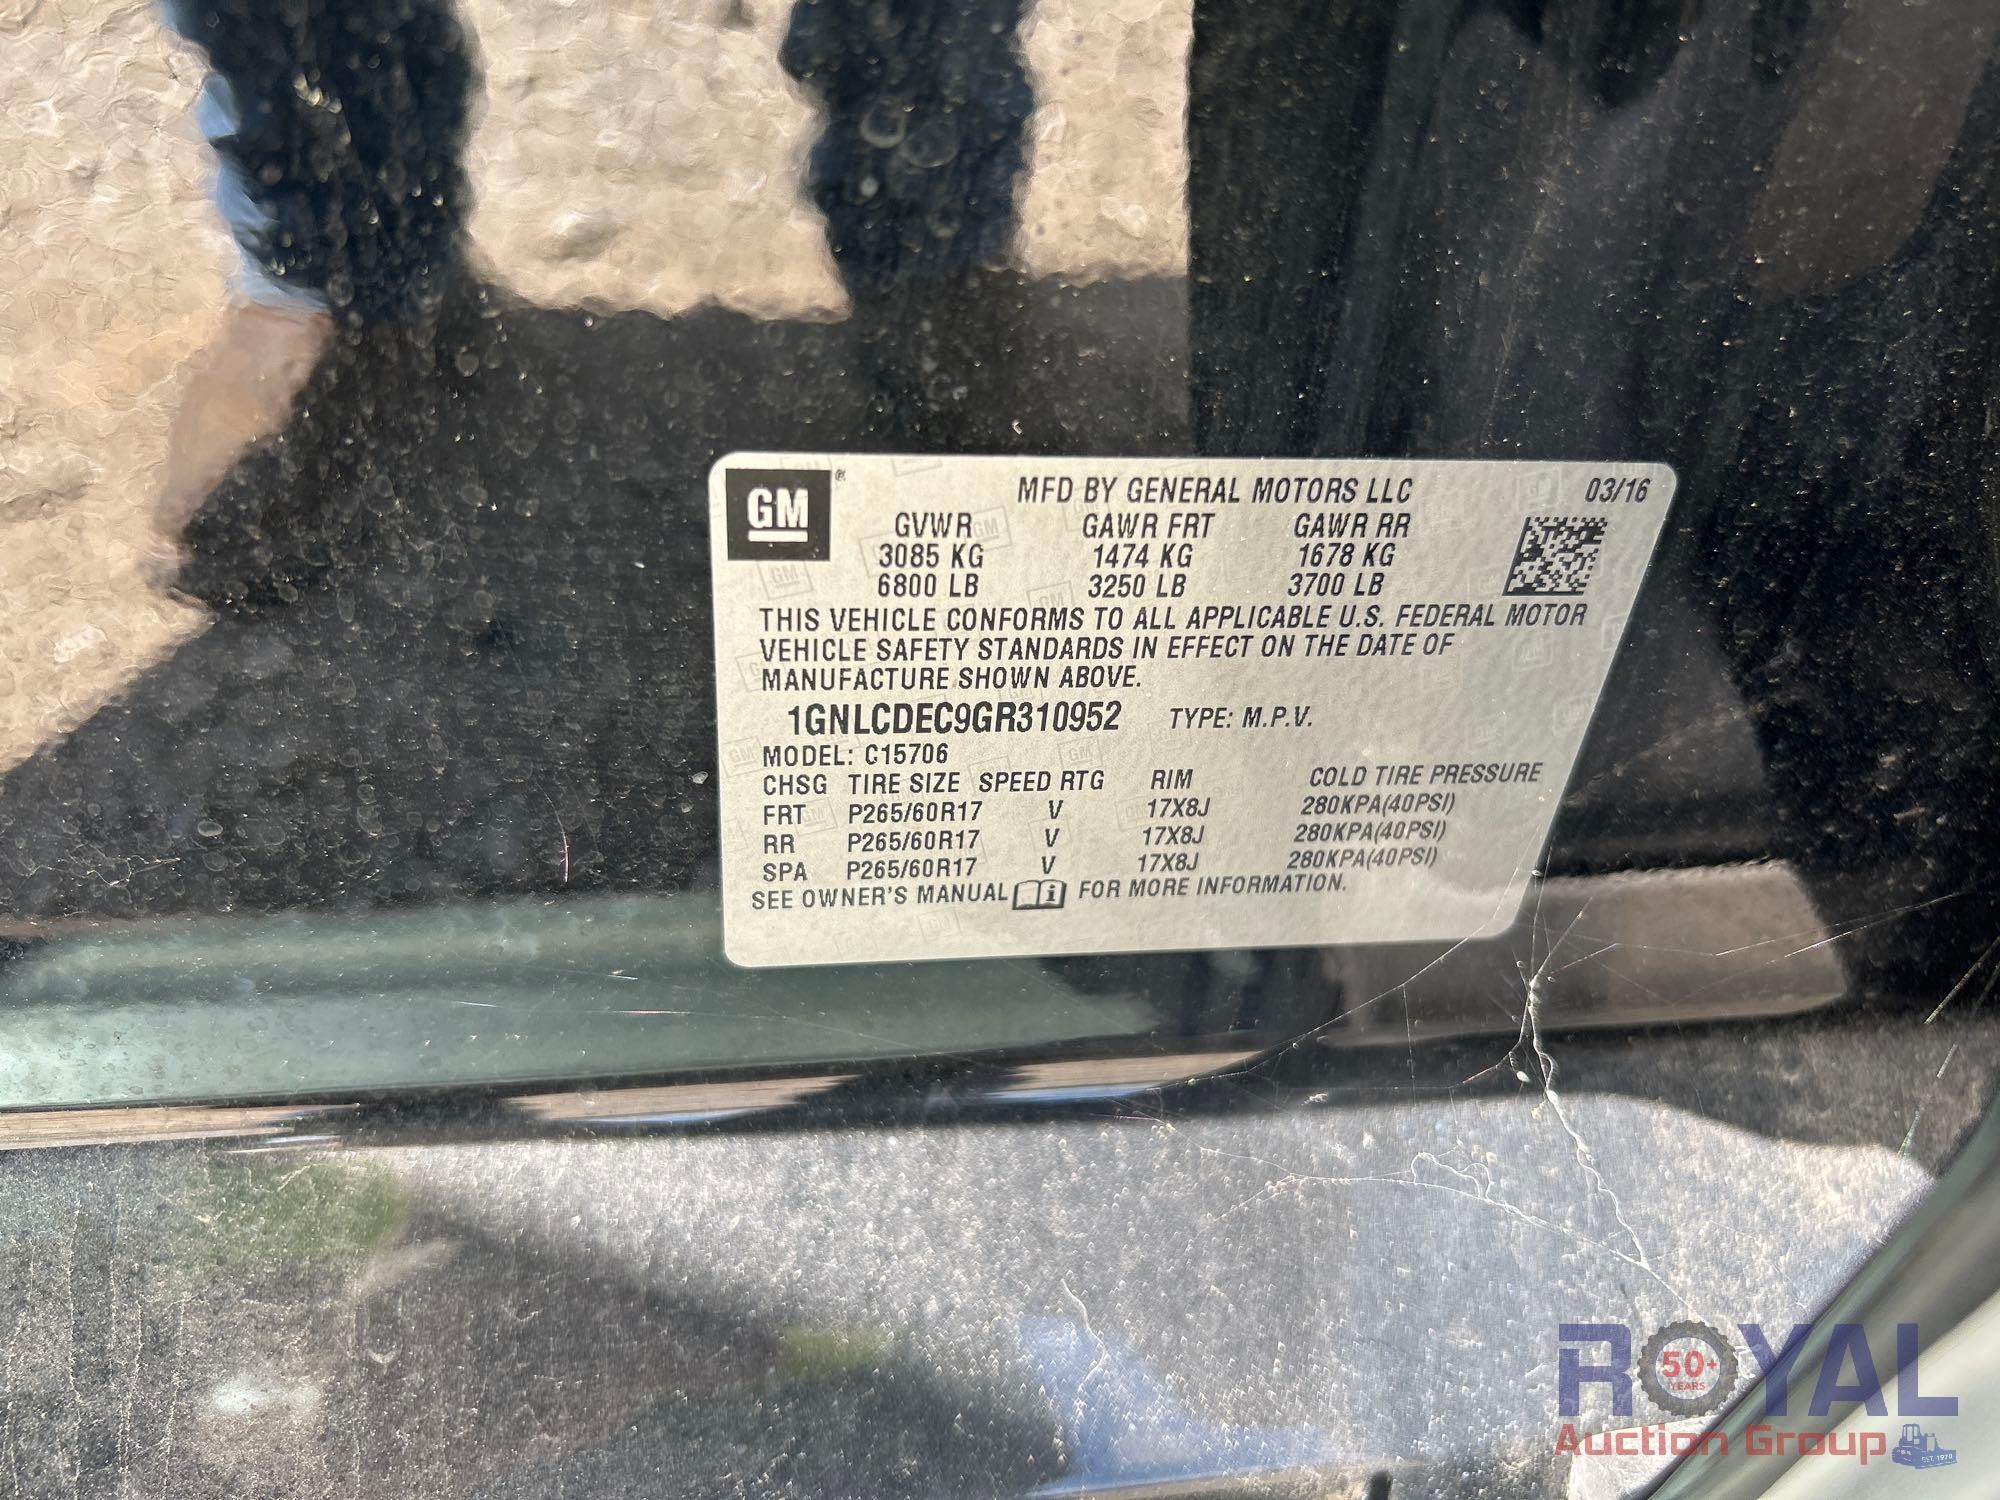 GM ® MFD BY GENERAL MOTORS LLC 03/16
GVWR GAWR FRT GAWR RR
3085 KG 1474 KG 1678 KG
6800 LB 3250 LB 3700 LB
THIS VEHICLE CONFORMS TO ALL APPLICABLE U.S. FEDERAL MOTOR
VEHICLE SAFETY STANDARDS IN EFFECT ON THE DATE OF
MANUFACTURE SHOWN ABOVE.
1GNLCDEC9GR310952 TYPE: M.P.V.
MODEL: C15706
CHSG TIRE SIZE SPEED RTG RIM COLD TIRE PRESSURE
FRT P265/60R17 V 17X8J 280KPA(40PSI)
RR P265/60R17 V 17X8J 280KPA(40PSI)
SPA P265/60R17 V 17X8J 280KPA(40PSI)
SEE OWNER'S MANUAL i FOR MORE INFORMATION.
ROYAL
50+
YEARS
Auction Group
EST. 1970